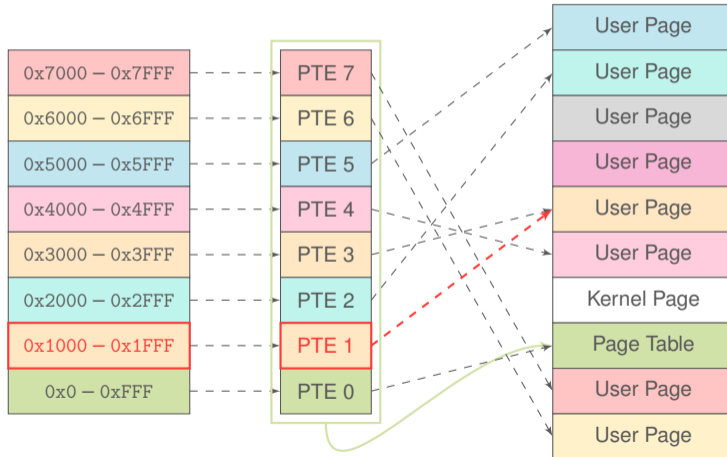 0x7000 – 0x7FFF
0x6000 – 0x6FFF
0x5000 – 0x5FFF
0x4000 – 0x4FFF
0x3000 – 0x3FFF
0x2000 – 0x2FFF
0x1000 – 0x1FFF
0x0 – 0xFFF
PTE 7
PTE 6
PTE 5
PTE 4
PTE 3
PTE 2
PTE 1
PTE 0
User Page
User Page
User Page
User Page
User Page
User Page
Kernel Page
Page Table
User Page
User Page